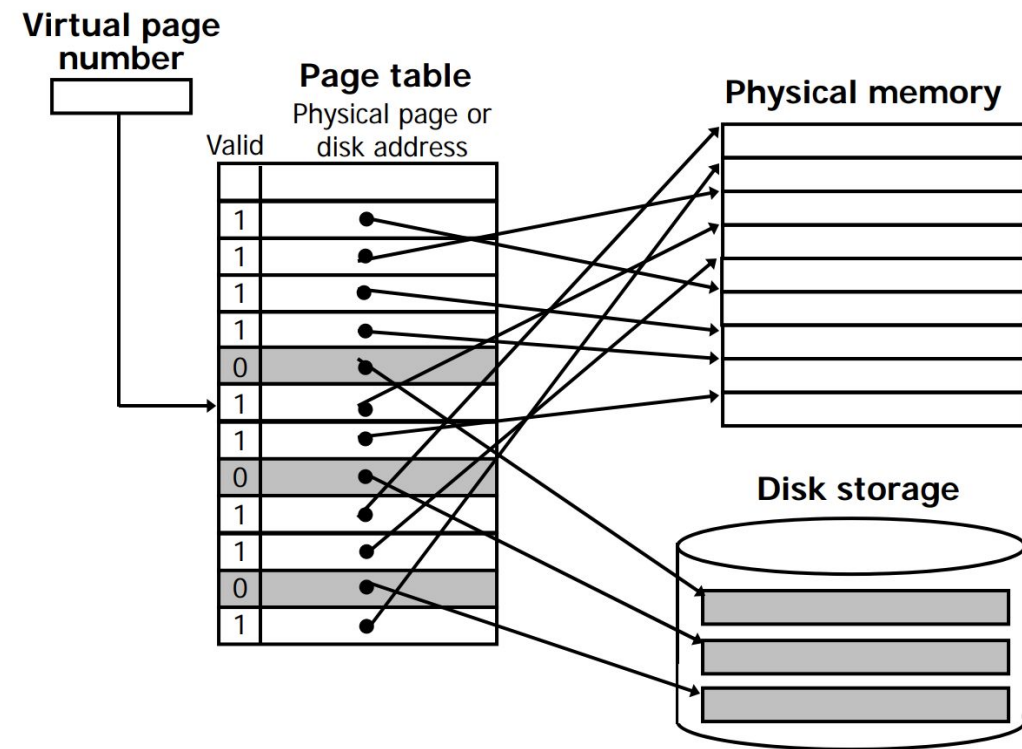 Virtual page
number
Page table
Physical page or
disk address
Valid
Physical memory
1
1
1
1
0
1
1
0
1
1
0
1
Disk storage